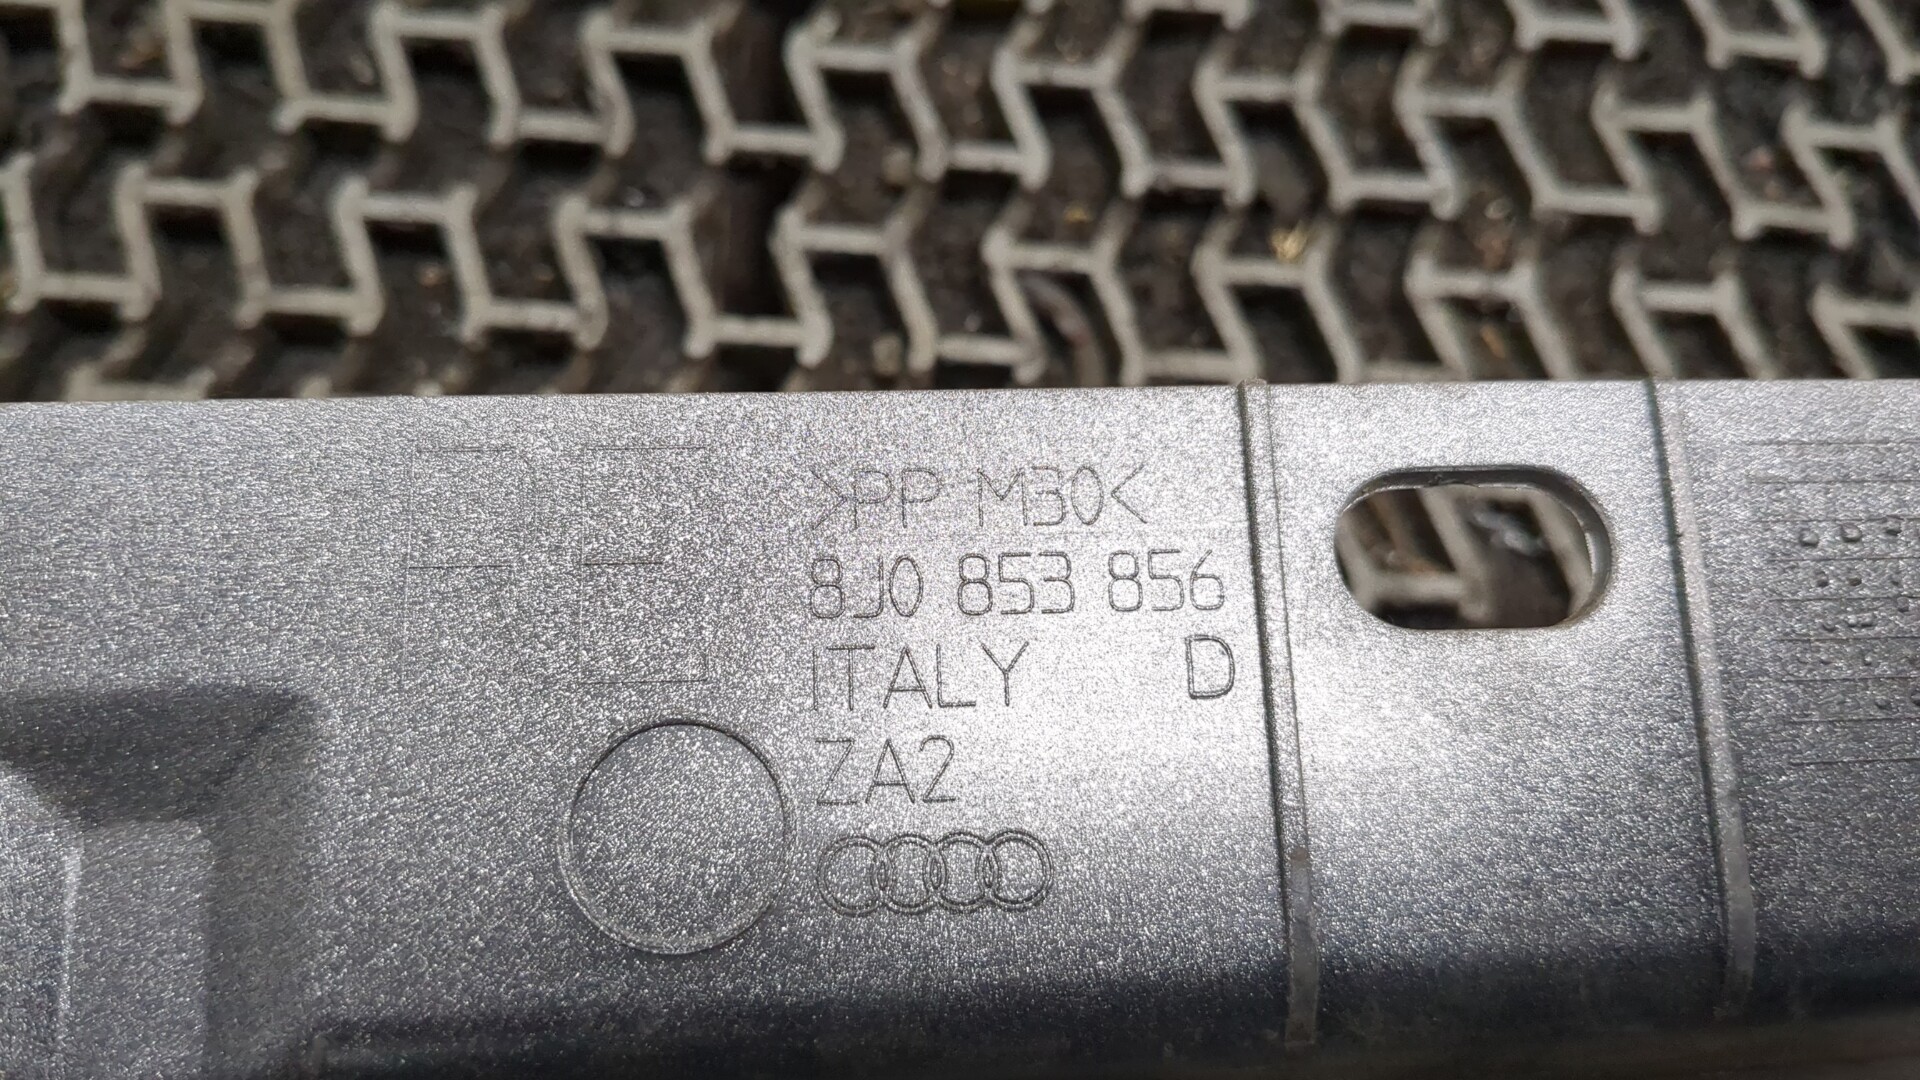 >PP M30<
8J0 853 856
ITALY D
ZA2